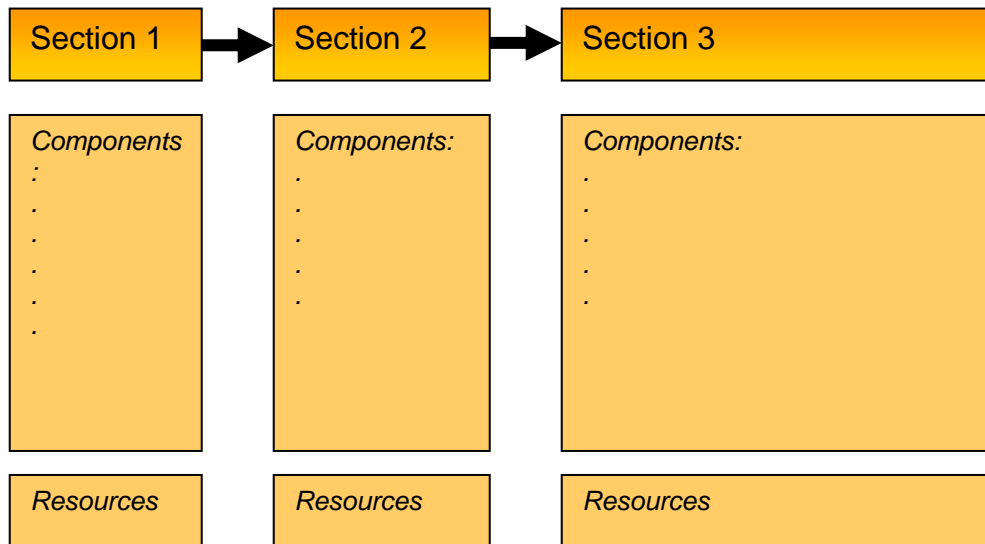 Section 1
Section 2
Section 3
Components
:
.
.
.
.
.
Components:
.
.
.
.
.
Components:
.
.
.
.
.
Resources
Resources
Resources